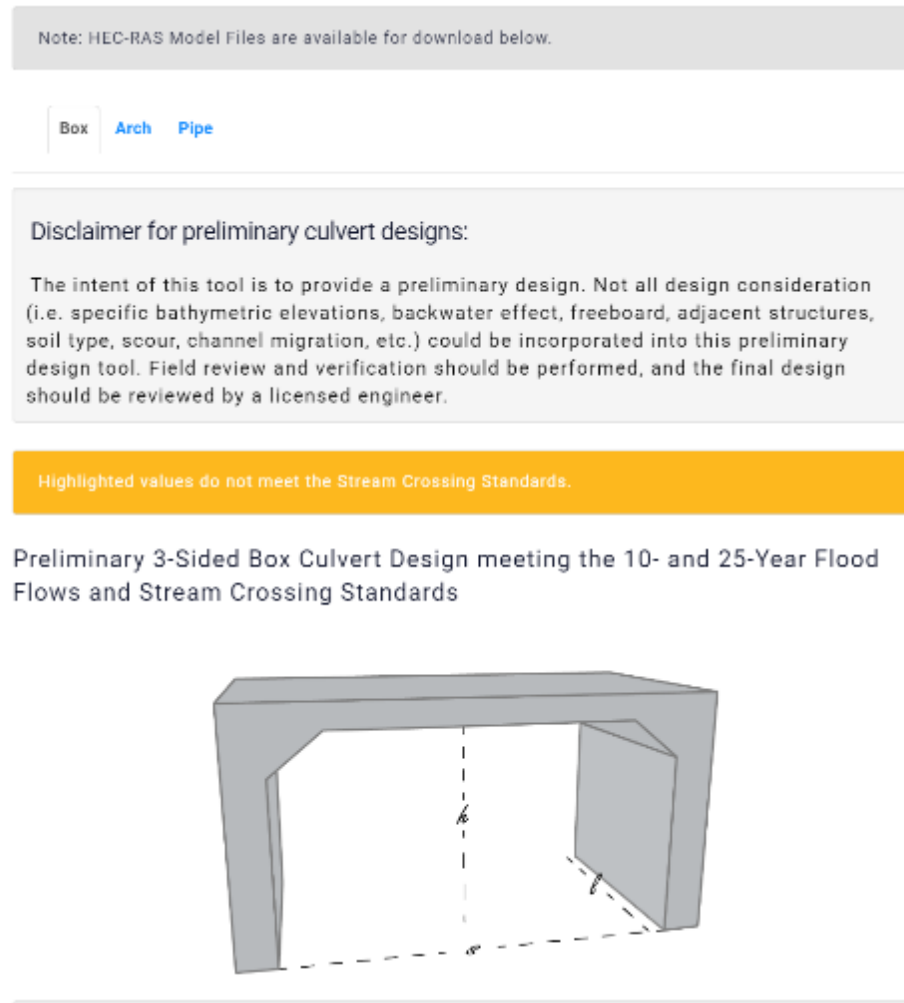 Note: HEC-RAS Model Files are available for download below.
Box Arch Pipe
Disclaimer for preliminary culvert designs:
The intent of this tool is to provide a preliminary design. Not all design consideration
(i.e. specific bathymetric elevations, backwater effect, freeboard, adjacent structures,
soil type, scour, channel migration, etc.) could be incorporated into this preliminary
design tool. Field review and verification should be performed, and the final design
should be reviewed by a licensed engineer.
Highlighted values do not meet the Stream Crossing Standards.
Preliminary 3-Sided Box Culvert Design meeting the 10- and 25-Year Flood
Flows and Stream Crossing Standards
h
l